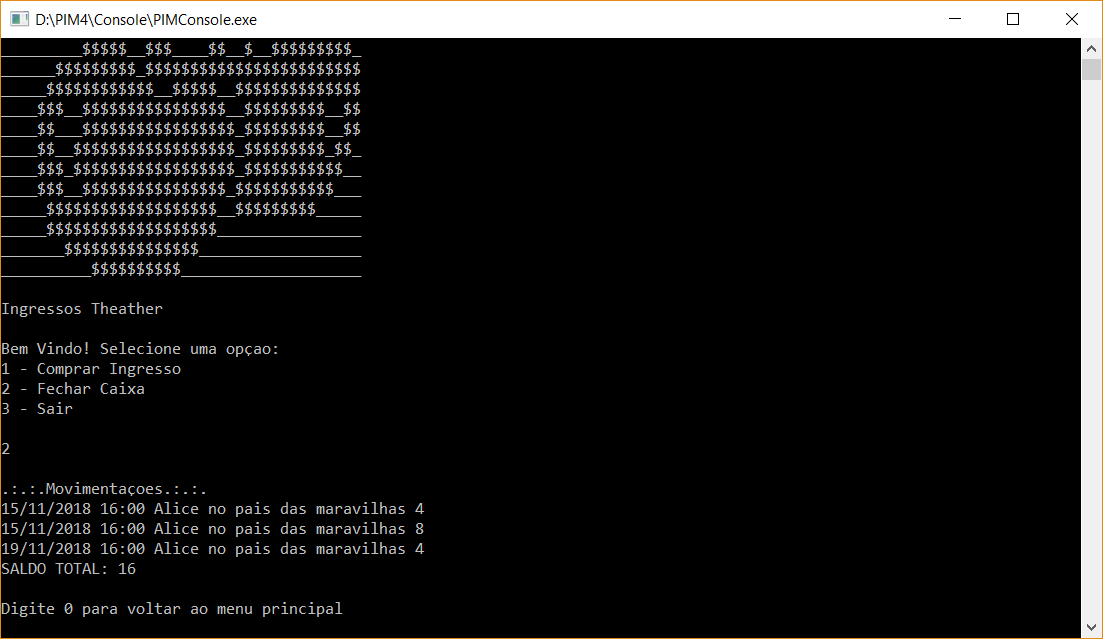 D:\PIM4\Console\PIMConsole.exe
_________$$$$$__$$$____$$__$__$$$$$$$$$_
______$$$$$$$$$_$$$$$$$$$$$$$$$$$$$$$$$$
_____$$$$$$$$$$$$__$$$$$__$$$$$$$$$$$$$$
____$$$__$$$$$$$$$$$$$$$$__$$$$$$$$$__$$
____$$___$$$$$$$$$$$$$$$$$_$$$$$$$$$__$$
____$$__$$$$$$$$$$$$$$$$$$_$$$$$$$$$_$$_
____$$$_$$$$$$$$$$$$$$$$$$_$$$$$$$$$$$__
____$$$__$$$$$$$$$$$$$$$$_$$$$$$$$$$$___
_____$$$$$$$$$$$$$$$$$$$__$$$$$$$$$_____
_____$$$$$$$$$$$$$$$$$$$________________
_______$$$$$$$$$$$$$$$__________________
__________$$$$$$$$$$____________________
Ingressos Theather
Bem Vindo! Selecione uma opçao:
1 - Comprar Ingresso
2 - Fechar Caixa
3 - Sair
2
.:.:.Movimentaçoes.:.:.
15/11/2018 16:00 Alice no pais das maravilhas 4
15/11/2018 16:00 Alice no pais das maravilhas 8
19/11/2018 16:00 Alice no pais das maravilhas 4
SALDO TOTAL: 16
Digite 0 para voltar ao menu principal